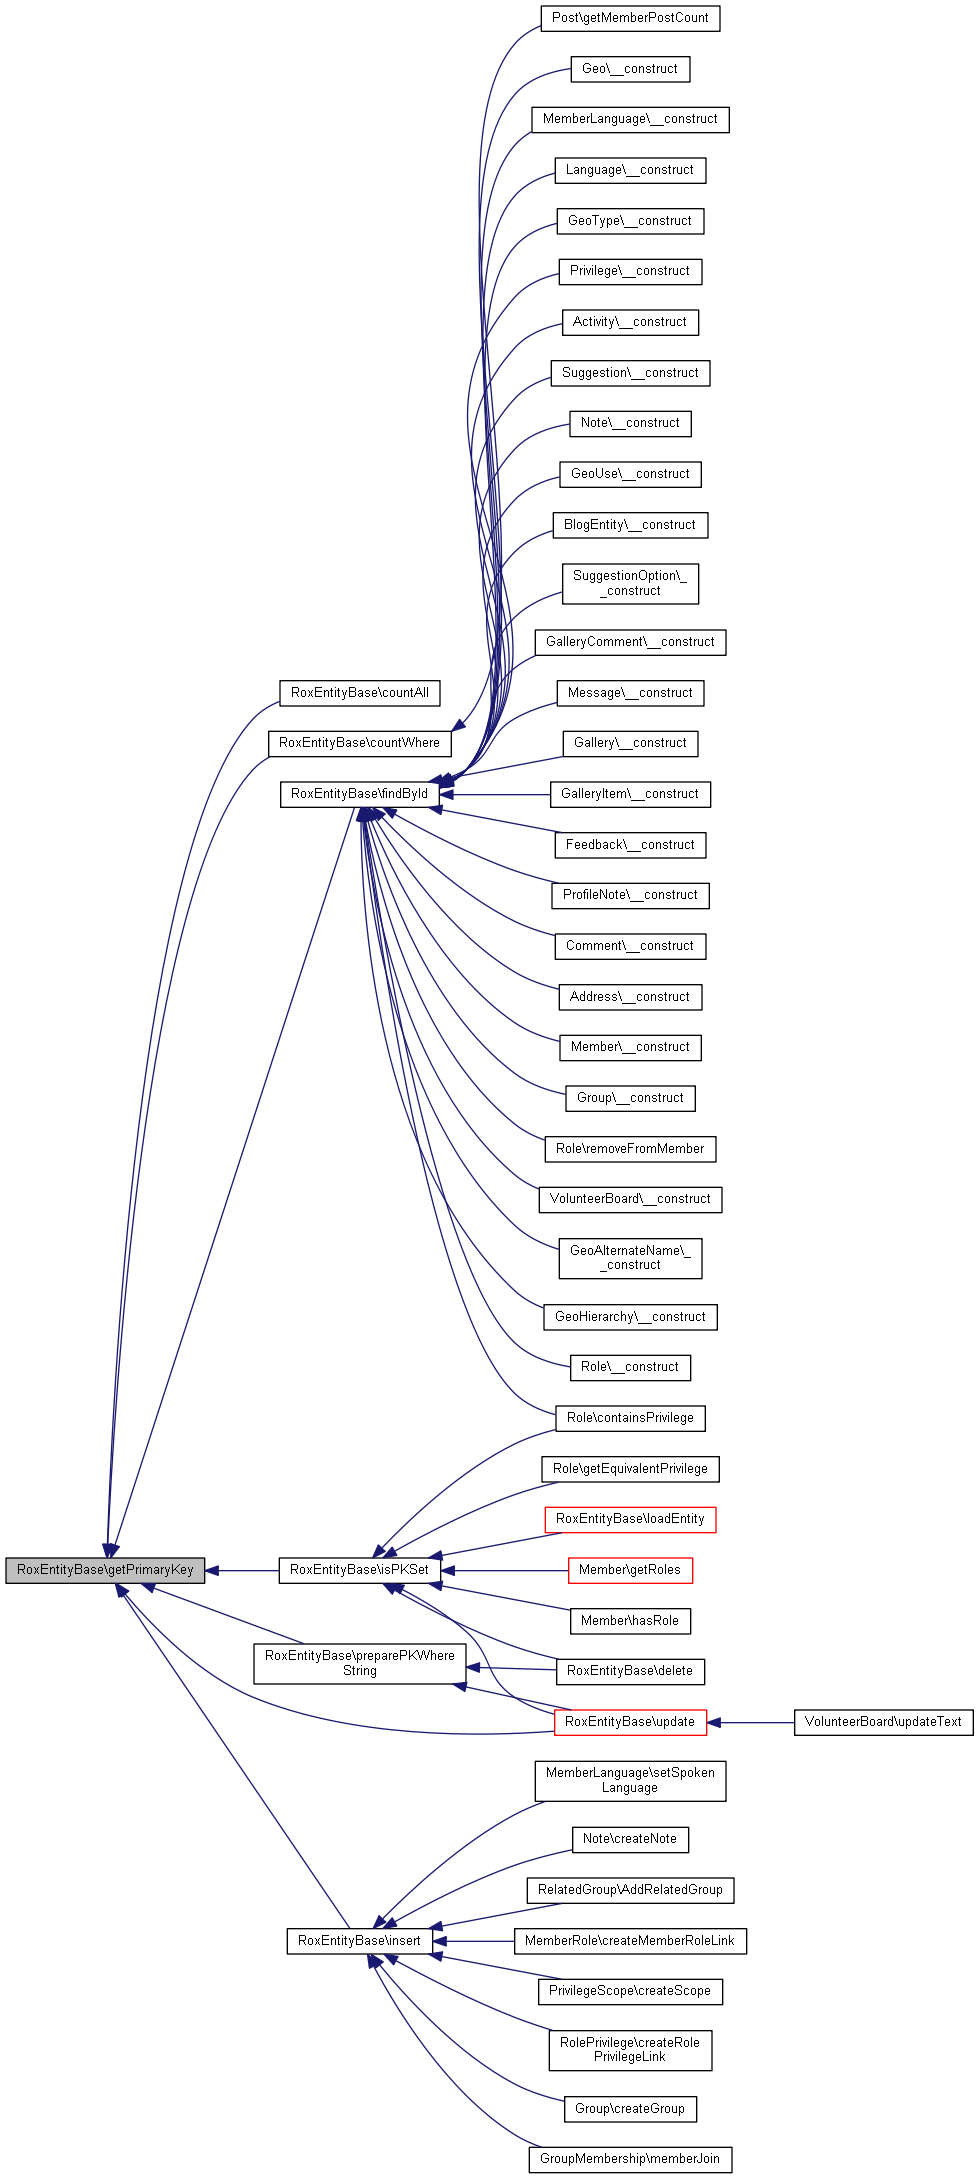 Post\getMemberPostCount
Geo\__construct
MemberLanguage\__construct
Language\__construct
GeoType\__construct
Privilege\__construct
Activity\__construct
Suggestion\__construct
Note\__construct
GeoUse\__construct
BlogEntity\__construct
SuggestionOption\_
_construct
GalleryComment\__construct
RoxEntityBase\countAll
Message\__construct
RoxEntityBase\countWhere
Gallery\__construct
RoxEntityBase\findById
GalleryItem\__construct
Feedback\__construct
ProfileNote\__construct
Comment\__construct
Address\__construct
Member\__construct
Group\__construct
Role\removeFromMember
VolunteerBoard\__construct
GeoAlternateName\_
_construct
GeoHierarchy\__construct
Role\__construct
Role\containsPrivilege
Role\getEquivalentPrivilege
RoxEntityBase\loadEntity
RoxEntityBase\getPrimaryKey
RoxEntityBase\isPKSet
Member\getRoles
Member\hasRole
RoxEntityBase\preparePKWhere
String
RoxEntityBase\delete
RoxEntityBase\update
VolunteerBoard\updateText
MemberLanguage\setSpoken
Language
Note\createNote
RelatedGroup\AddRelatedGroup
RoxEntityBase\insert
MemberRole\createMemberRoleLink
PrivilegeScope\createScope
RolePrivilege\createRole
PrivilegeLink
Group\createGroup
GroupMembership\memberJoin